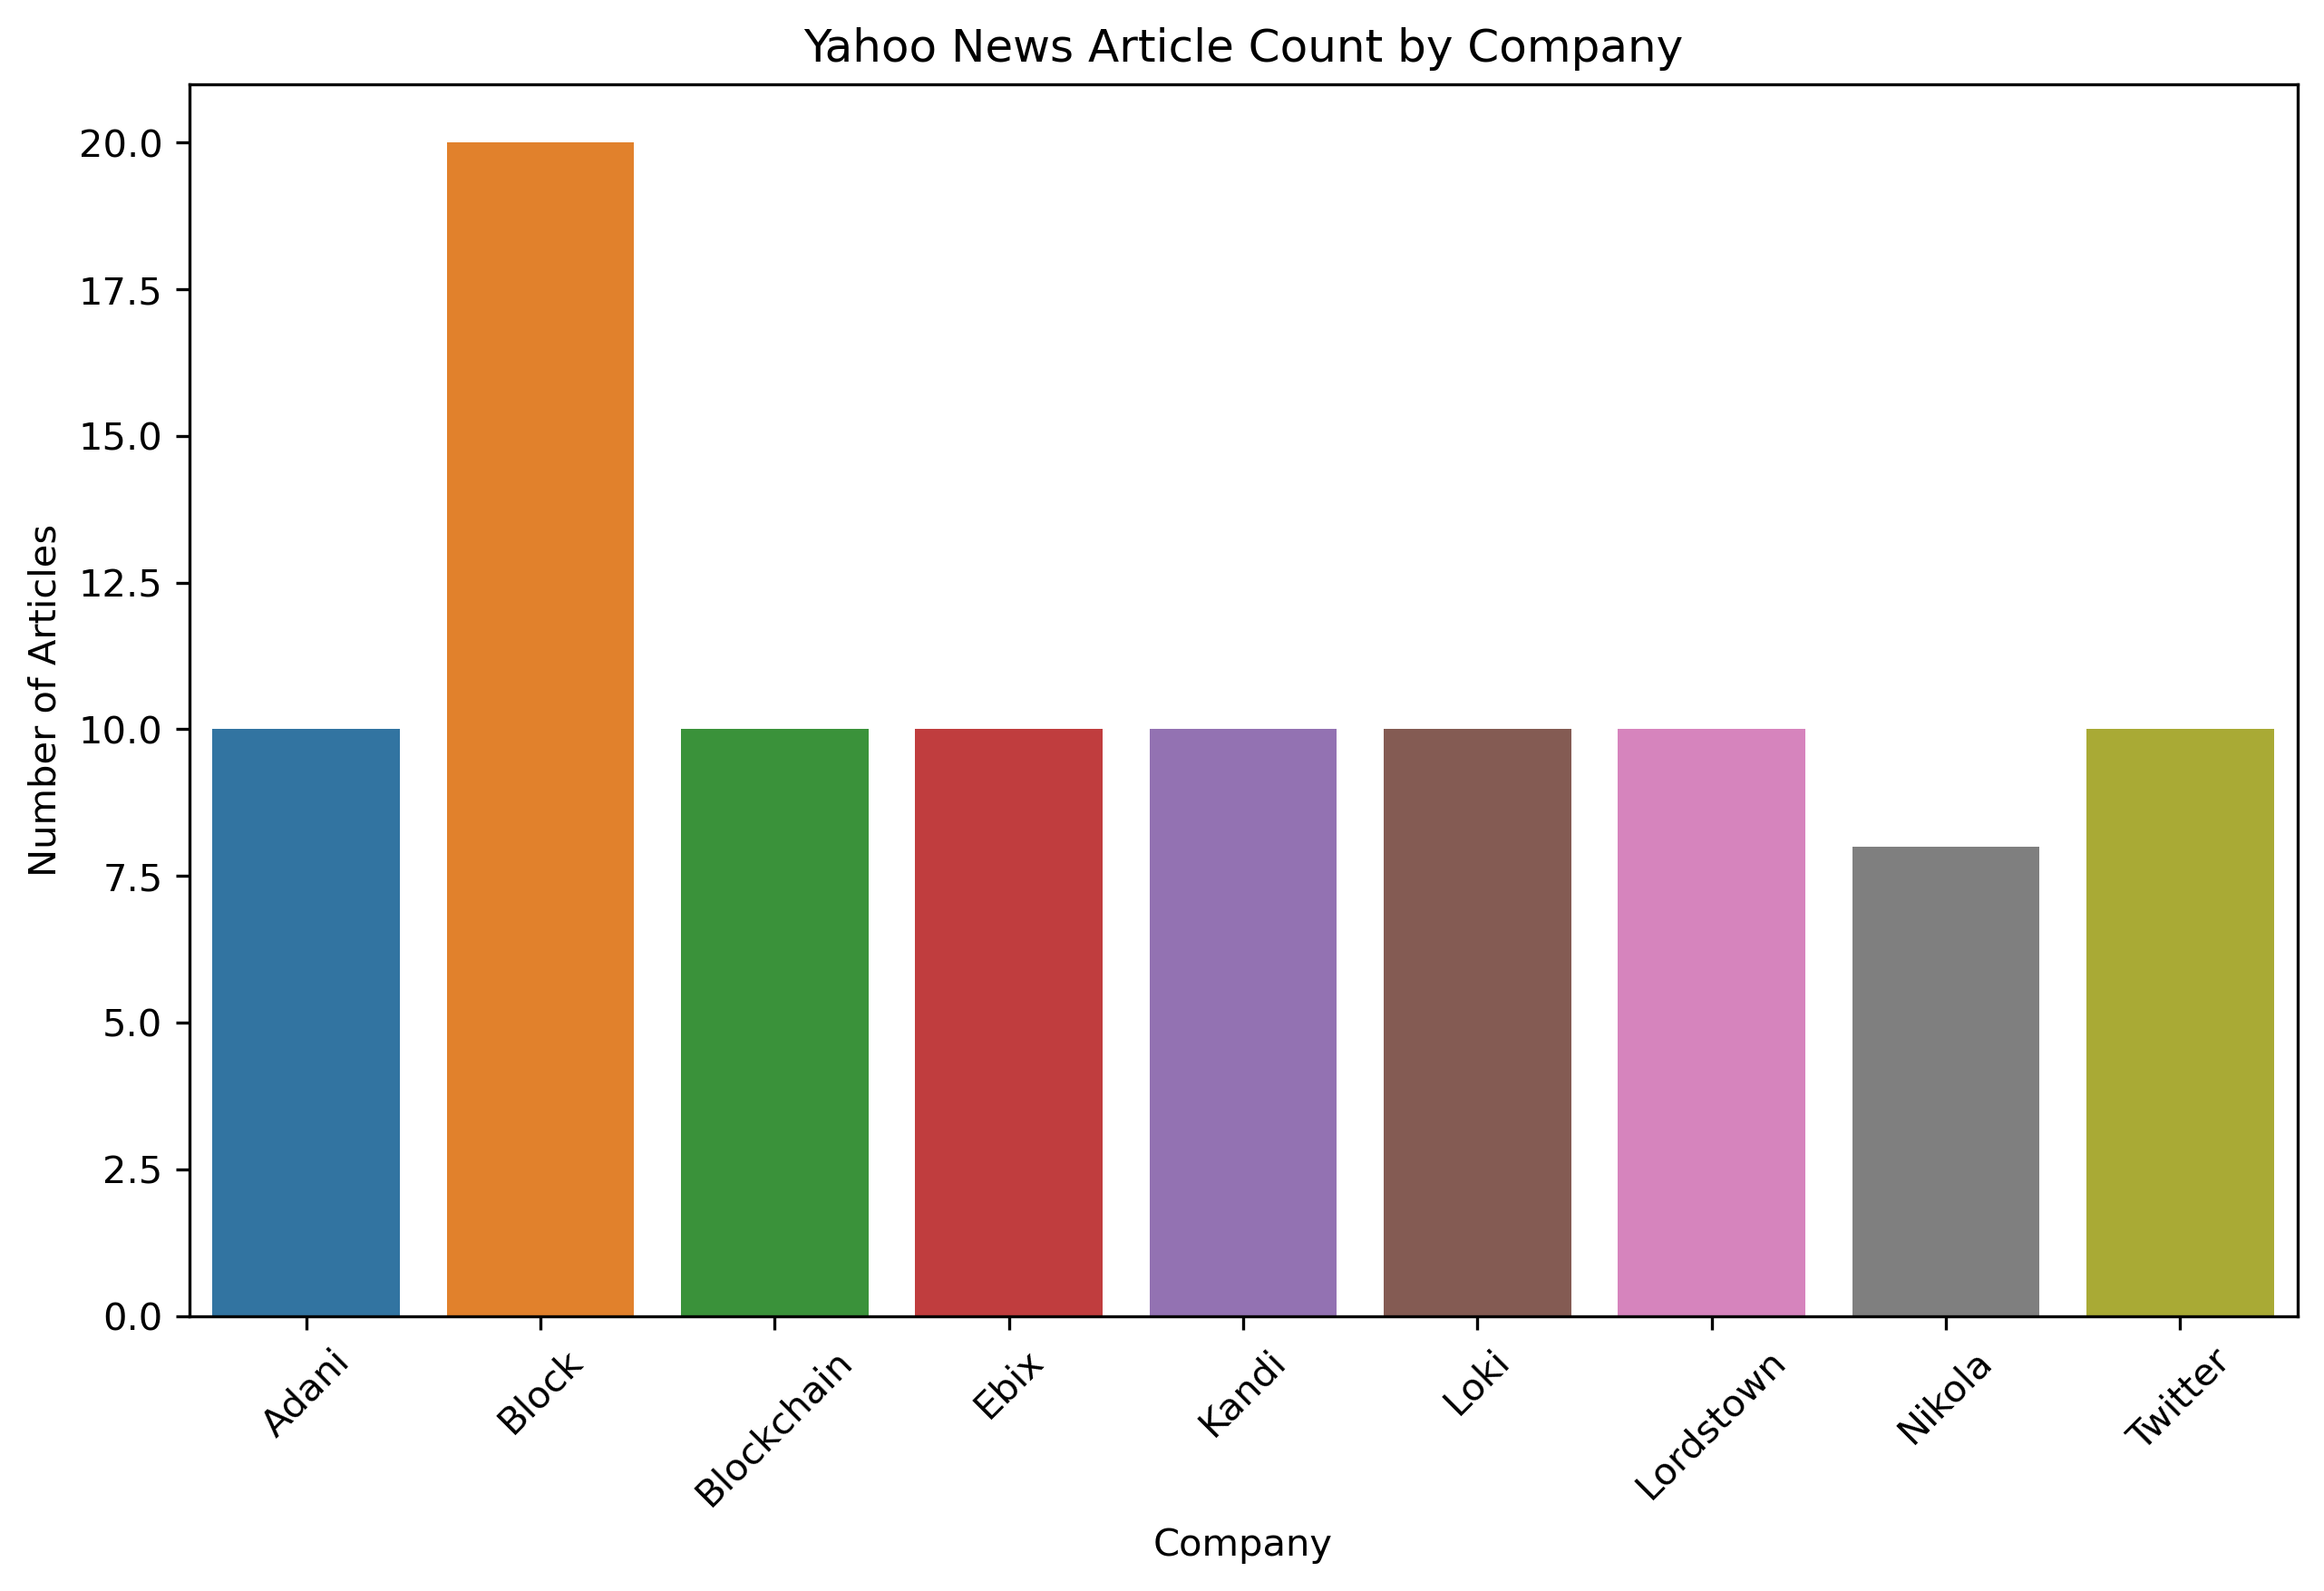 Yahoo News Article Count by Company
Number of Articles
20.0
17.5
15.0
12.5
10.0
7.5
5.0
2.5
0.0
Adani
Block
Blockchain
Ebix
Kandi
Loki
Lordstown
Nikola
Twitter
Company